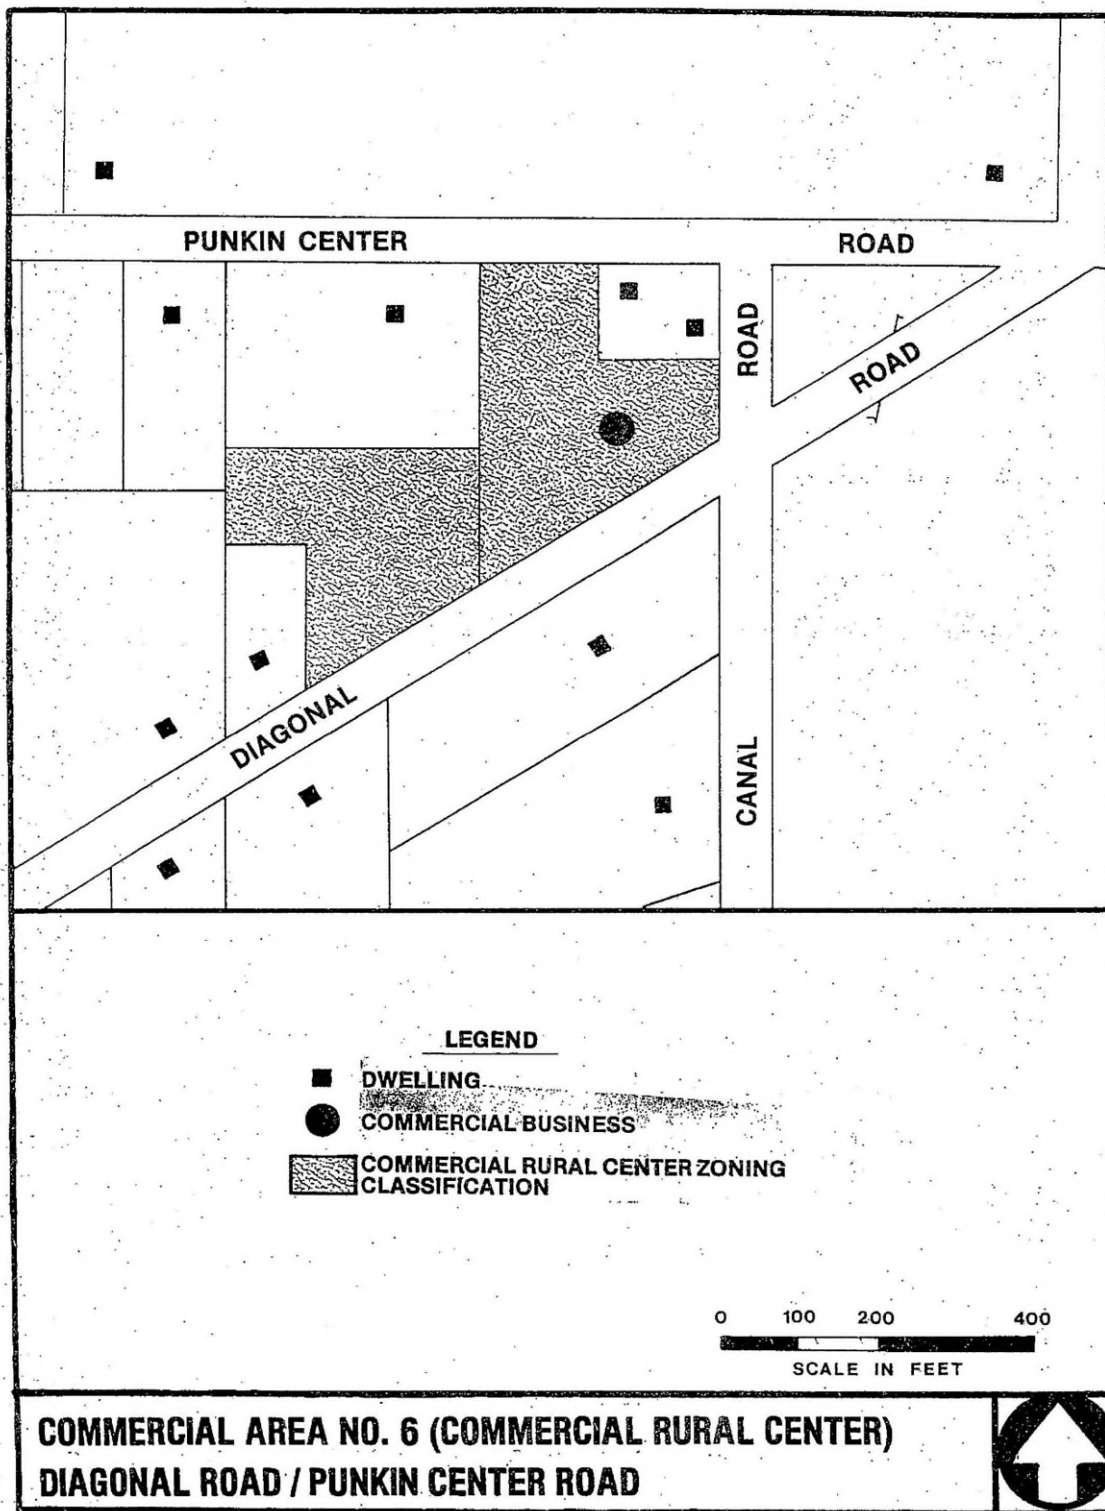 PUNKIN CENTER ROAD
ROAD
ROAD
DIAGONAL
CANAL
LEGEND
DWELLING
COMMERCIAL BUSINESS
COMMERCIAL RURAL CENTER ZONING
CLASSIFICATION
0 100 200 400
SCALE IN FEET
COMMERCIAL AREA NO. 6 (COMMERCIAL RURAL CENTER)
DIAGONAL ROAD / PUNKIN CENTER ROAD